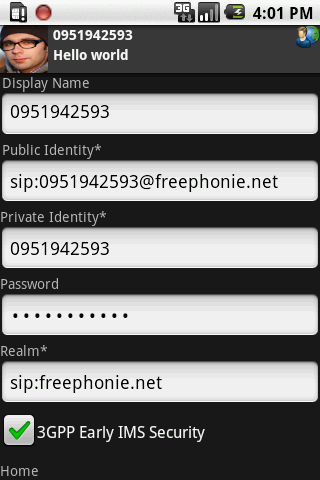 3G
4:01 PM
0951942593
Hello world
Display Name
0951942593
Public Identity*
sip:0951942593@freephonie.net
Private Identity*
0951942593
Password
•••••••••••
Realm*
sip:freephonie.net
3GPP Early IMS Security
Home